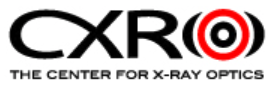 CXRO
THE CENTER FOR X-RAY OPTICS